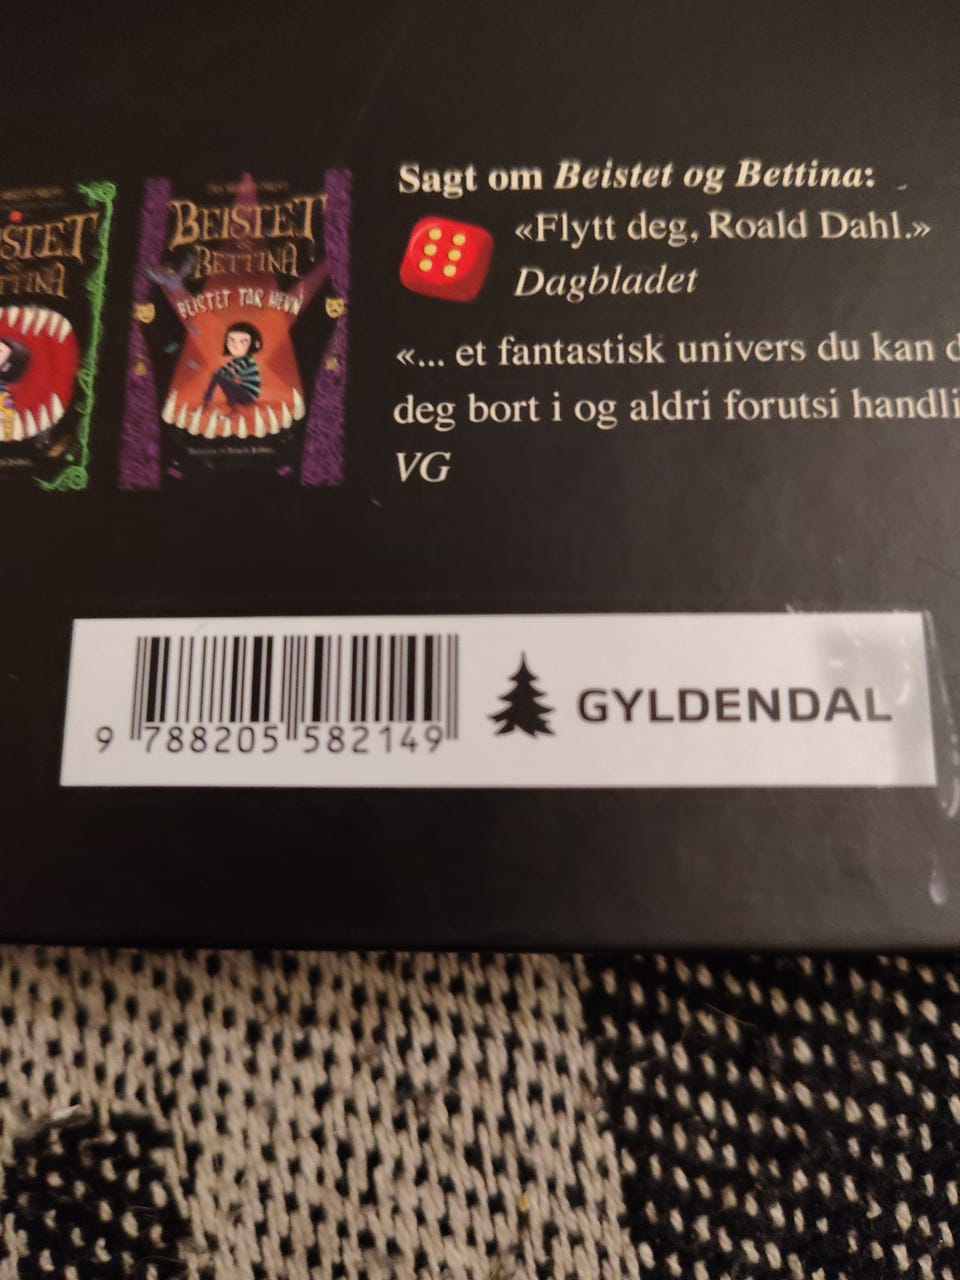 BEISTET
BETTINA
BEISTET TAR HEVN
Sagt om Beistet og Bettina:
«Flytt deg, Roald Dahl.»
Dagbladet
«... et fantastisk univers du kan
deg bort i og aldri forutsi handli
VG
9 788205 582149
GYLDENDAL